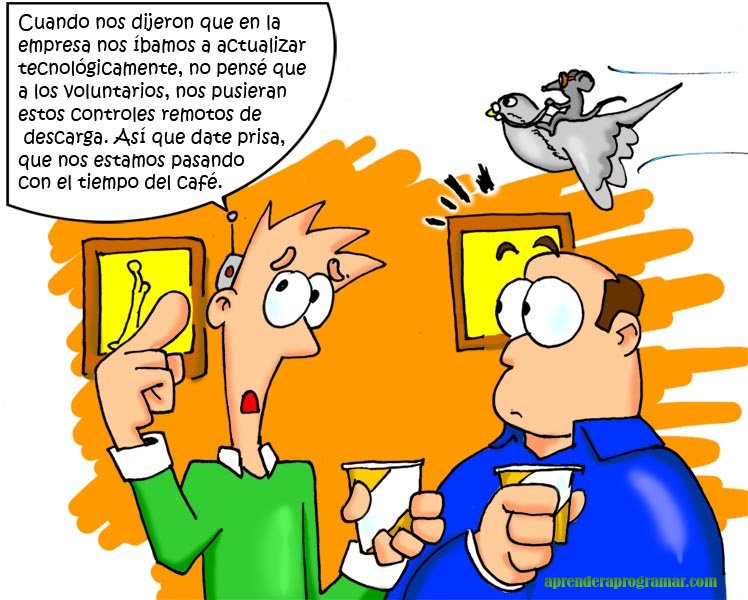 Cuando nos dijeron que en la
empresa nos íbamos a actualizar
tecnológicamente, no pensé que
a los voluntarios, nos pusieran
estos controles remotos de
descarga. Así que date prisa,
que nos estamos pasando
con el tiempo del café.
aprenderaprogramar.com